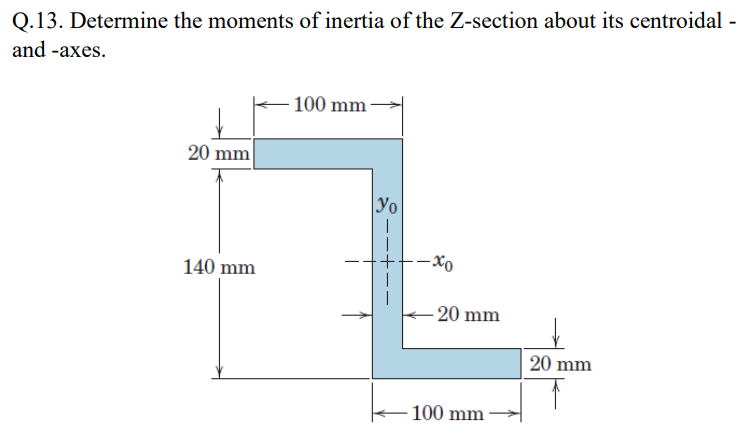 Q.13. Determine the moments of inertia of the Z-section about its centroidal -
and -axes.
100 mm
20 mm
y₀
140 mm
x₀
20 mm
20 mm
100 mm